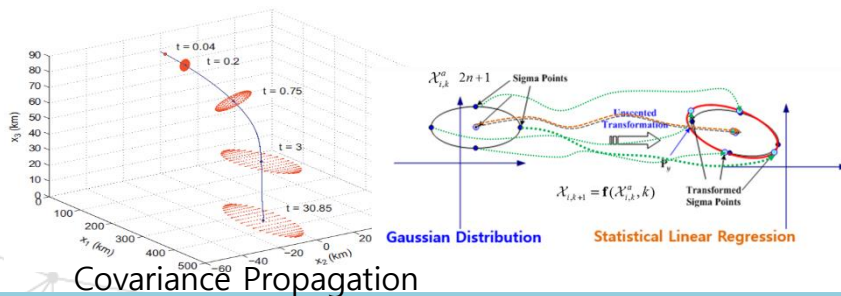 t = 0.04
t = 0.2
t = 0.75
t = 3
t = 30.85
90
80
70
60
50
40
30
20
10
0
x₃ (km)
0
100
200
300
400
500
x₁ (km)
−60
−40
−20
0
20
x₂ (km)
𝒳ᵃᵢ,ₖ 2n+1
Sigma Points
Unscented
Transformation
P_y
𝒳ᵢ,ₖ₊₁ = f(𝒳ᵃᵢ,ₖ, k)
Transformed
Sigma Points
Gaussian Distribution
Statistical Linear Regression
Covariance Propagation